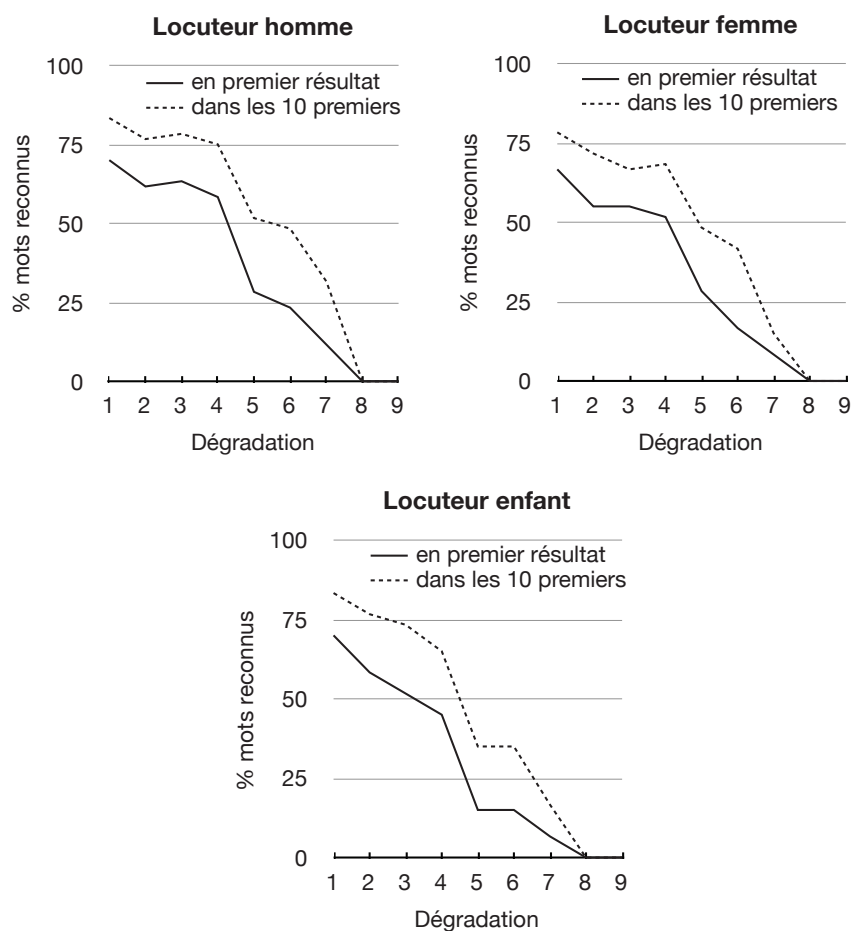 Locuteur homme
100
75
50
25
0
% mots reconnus
en premier résultat
dans les 10 premiers
1 2 3 4 5 6 7 8 9
Dégradation
Locuteur femme
100
75
50
25
0
% mots reconnus
en premier résultat
dans les 10 premiers
1 2 3 4 5 6 7 8 9
Dégradation
Locuteur enfant
100
75
50
25
0
% mots reconnus
en premier résultat
dans les 10 premiers
1 2 3 4 5 6 7 8 9
Dégradation